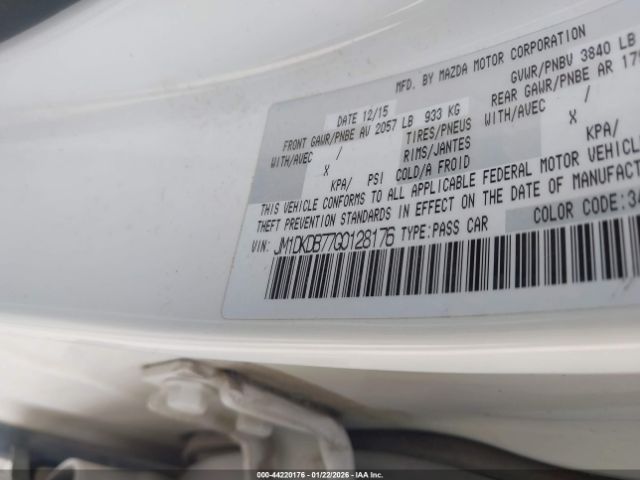 MFD. BY MAZDA MOTOR CORPORATION
DATE 12/15 GVWR/PNBV 3840 LB
FRONT GAWR/PNBE AV 2057 LB 933 KG REAR GAWR/PNBE AR
WITH/AVEC / TIRES/PNEUS WITH/AVEC /
X RIMS/JANTES X
KPA/ PSI COLD/A FROID KPA/
THIS VEHICLE CONFORMS TO ALL APPLICABLE FEDERAL MOTOR VEHICLE
THEFT PREVENTION STANDARDS IN EFFECT ON THE DATE OF MANUFACT
VIN: JM1DKDB77G0128176 TYPE:PASS CAR COLOR CODE:34
000-44220176 - 01/22/2026 - IAA Inc.